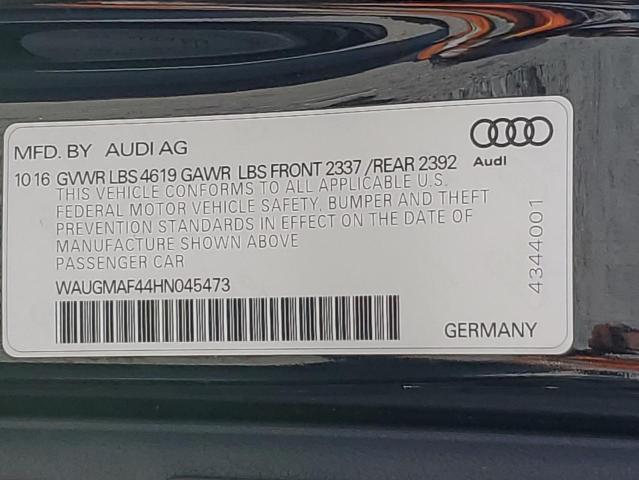 MFD. BY AUDI AG
Audi
10 16 GVWR LBS 4619 GAWR LBS FRONT 2337 / REAR 2392
THIS VEHICLE CONFORMS TO ALL APPLICABLE U.S.
FEDERAL MOTOR VEHICLE SAFETY, BUMPER AND THEFT
PREVENTION STANDARDS IN EFFECT ON THE DATE OF
MANUFACTURE SHOWN ABOVE
PASSENGER CAR
WAUGMAF44HN045473
GERMANY
4344001